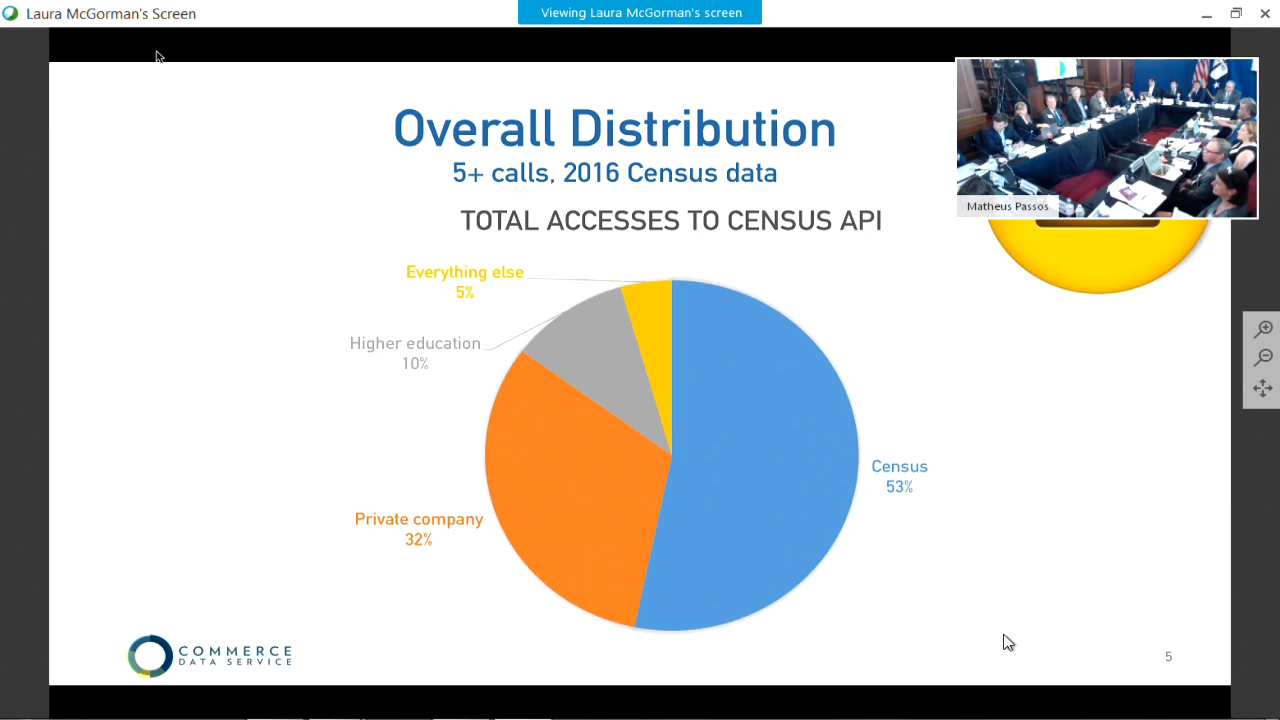 Laura McGorman's Screen
Viewing Laura McGorman's screen
Overall Distribution
5+ calls, 2016 Census data
Matheus Passos
TOTAL ACCESSES TO CENSUS API
Everything else
5%
Higher education
10%
Census
53%
Private company
32%
COMMERCE
DATA SERVICE
5